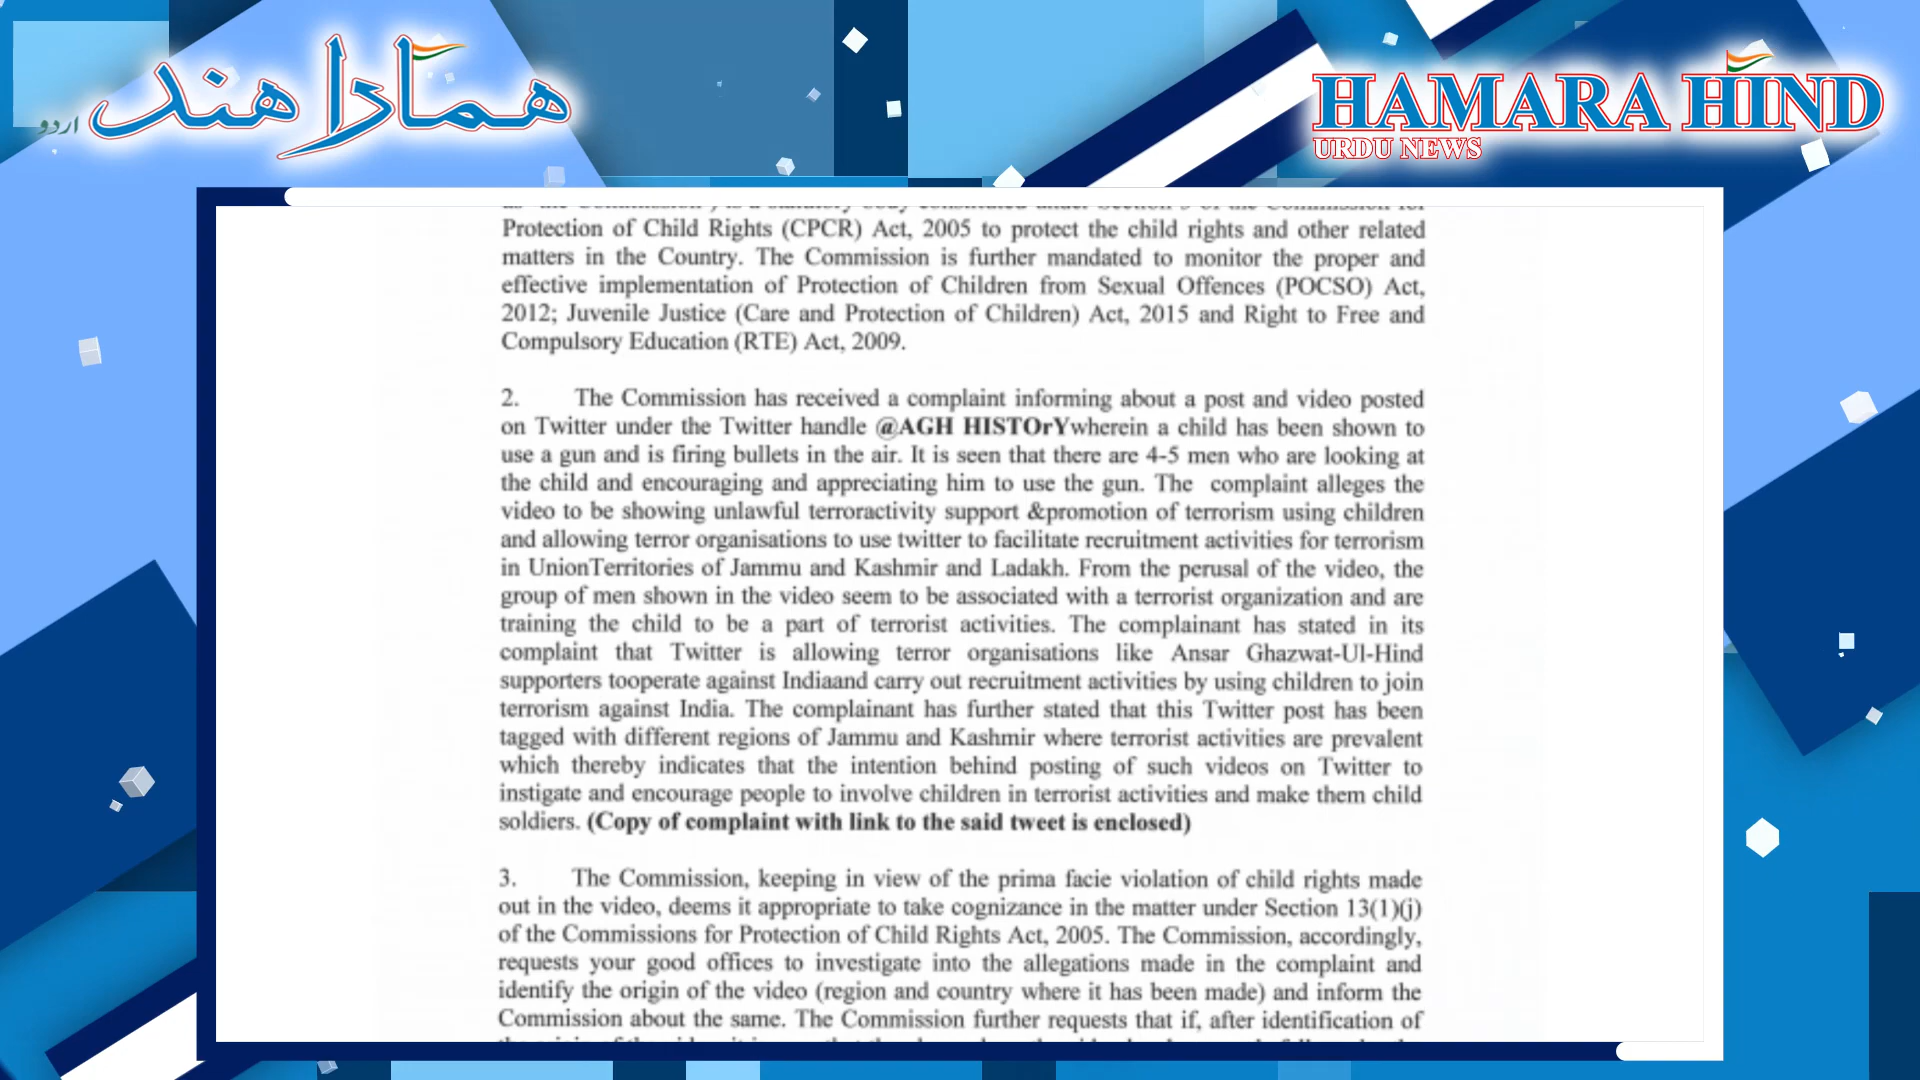 ہمارا ہند
اردو
HAMARA HIND
URDU NEWS
Protection of Child Rights (CPCR) Act, 2005 to protect the child rights and other related
matters in the Country. The Commission is further mandated to monitor the proper and
effective implementation of Protection of Children from Sexual Offences (POCSO) Act,
2012; Juvenile Justice (Care and Protection of Children) Act, 2015 and Right to Free and
Compulsory Education (RTE) Act, 2009.
2. The Commission has received a complaint informing about a post and video posted
on Twitter under the Twitter handle @AGH HISTOrYwherein a child has been shown to
use a gun and is firing bullets in the air. It is seen that there are 4-5 men who are looking at
the child and encouraging and appreciating him to use the gun. The complaint alleges the
video to be showing unlawful terroractivity support &promotion of terrorism using children
and allowing terror organisations to use twitter to facilitate recruitment activities for terrorism
in UnionTerritories of Jammu and Kashmir and Ladakh. From the perusal of the video, the
group of men shown in the video seem to be associated with a terrorist organization and are
training the child to be a part of terrorist activities. The complainant has stated in its
complaint that Twitter is allowing terror organisations like Ansar Ghazwat-Ul-Hind
supporters tooperate against Indiaand carry out recruitment activities by using children to join
terrorism against India. The complainant has further stated that this Twitter post has been
tagged with different regions of Jammu and Kashmir where terrorist activities are prevalent
which thereby indicates that the intention behind posting of such videos on Twitter to
instigate and encourage people to involve children in terrorist activities and make them child
soldiers. (Copy of complaint with link to the said tweet is enclosed)
3. The Commission, keeping in view of the prima facie violation of child rights made
out in the video, deems it appropriate to take cognizance in the matter under Section 13(1)(j)
of the Commissions for Protection of Child Rights Act, 2005. The Commission, accordingly,
requests your good offices to investigate into the allegations made in the complaint and
identify the origin of the video (region and country where it has been made) and inform the
Commission about the same. The Commission further requests that if, after identification of